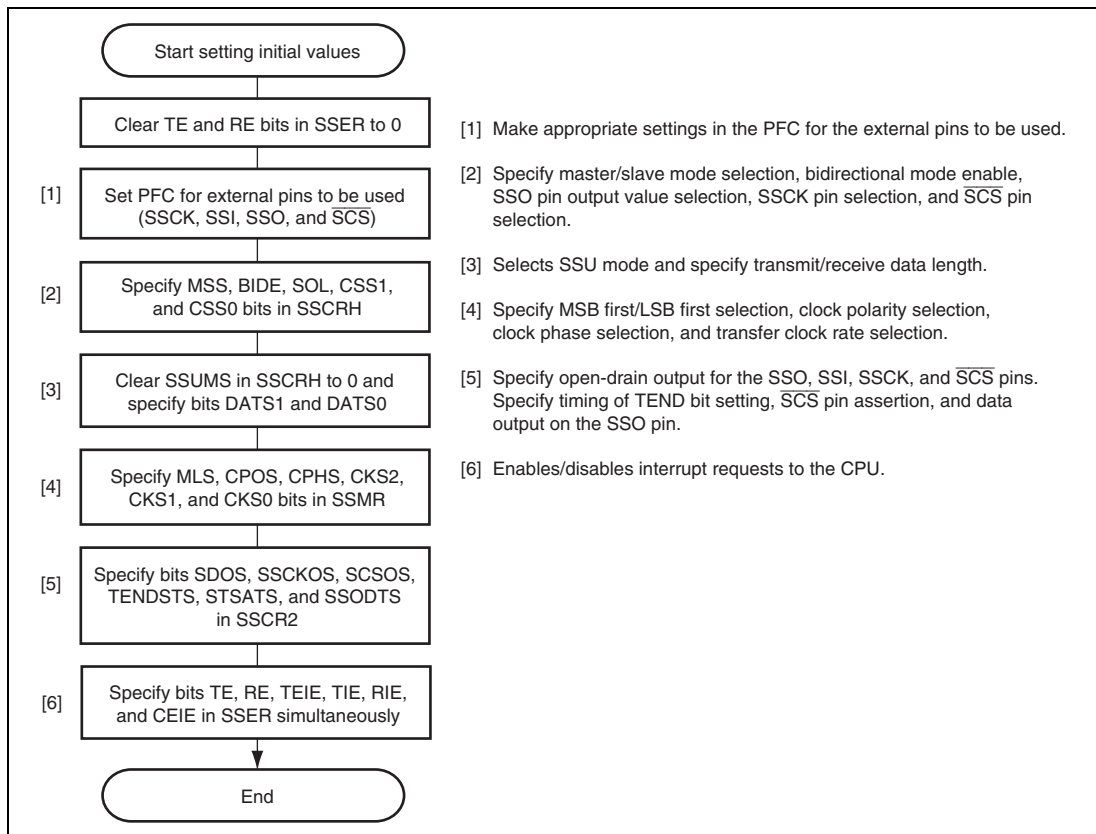 Start setting initial values
Clear TE and RE bits in SSER to 0
[1]
Set PFC for external pins to be used
(SSCK, SSI, SSO, and S̅C̅S̅)
[2]
Specify MSS, BIDE, SOL, CSS1,
and CSS0 bits in SSCRH
[3]
Clear SSUMS in SSCRH to 0 and
specify bits DATS1 and DATS0
[4]
Specify MLS, CPOS, CPHS, CKS2,
CKS1, and CKS0 bits in SSMR
[5]
Specify bits SDOS, SSCKOS, SCSOS,
TENDSTS, STSATS, and SSODTS
in SSCR2
[6]
Specify bits TE, RE, TEIE, TIE, RIE,
and CEIE in SSER simultaneously
End
[1] Make appropriate settings in the PFC for the external pins to be used.
[2] Specify master/slave mode selection, bidirectional mode enable,
SSO pin output value selection, SSCK pin selection, and S̅C̅S̅ pin
selection.
[3] Selects SSU mode and specify transmit/receive data length.
[4] Specify MSB first/LSB first selection, clock polarity selection,
clock phase selection, and transfer clock rate selection.
[5] Specify open-drain output for the SSO, SSI, SSCK, and S̅C̅S̅ pins.
Specify timing of TEND bit setting, S̅C̅S̅ pin assertion, and data
output on the SSO pin.
[6] Enables/disables interrupt requests to the CPU.